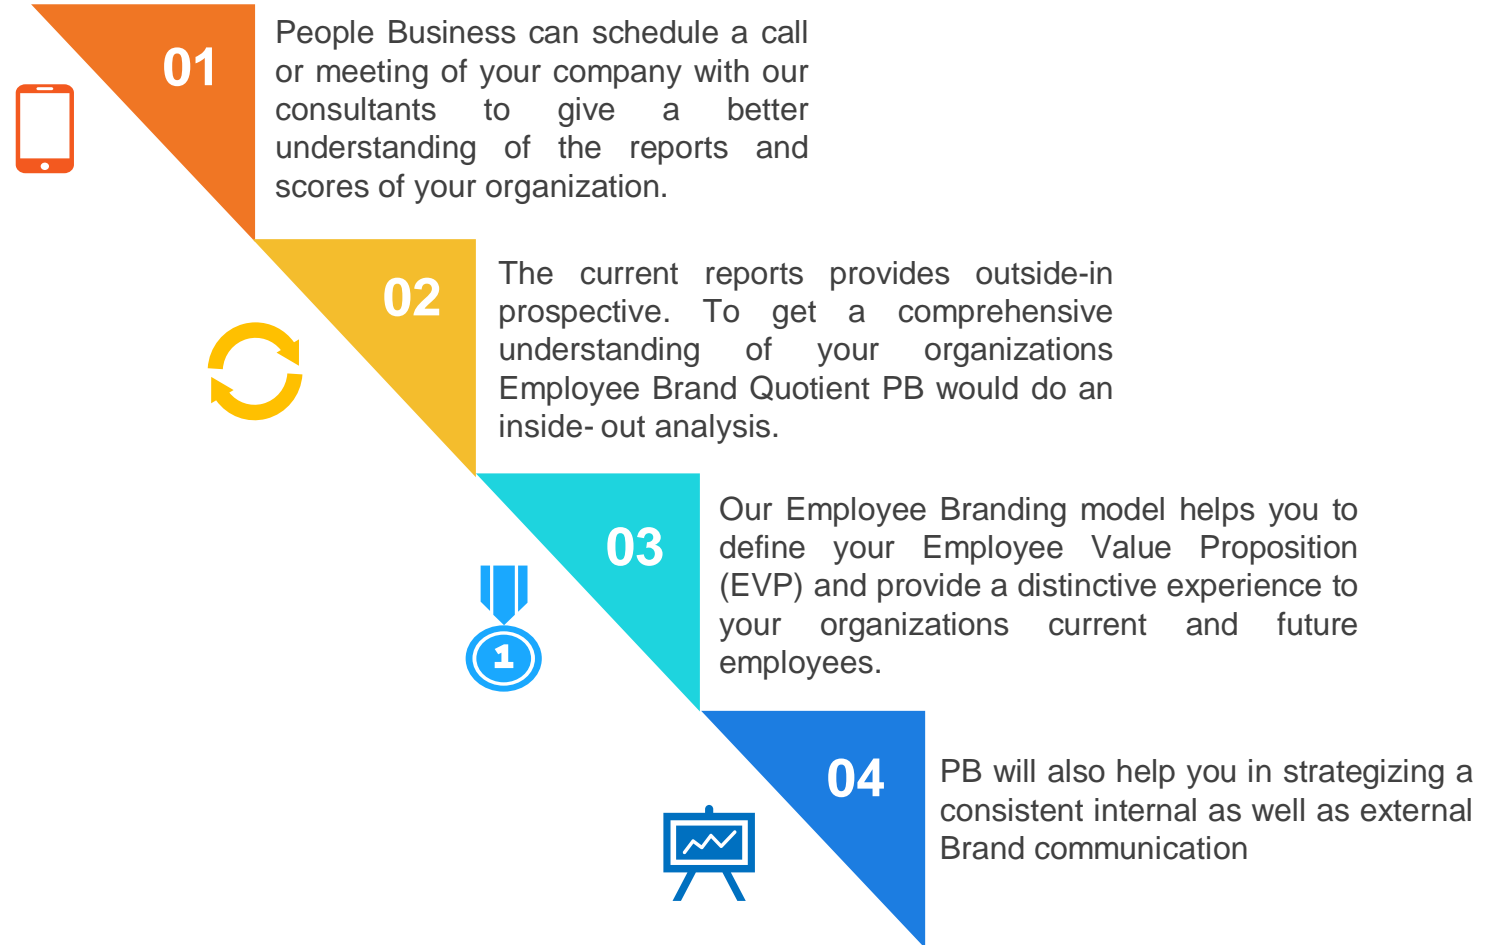 01
People Business can schedule a call
or meeting of your company with our
consultants to give a better
understanding of the reports and
scores of your organization.
02
The current reports provides outside-in
prospective. To get a comprehensive
understanding of your organizations
Employee Brand Quotient PB would do an
inside- out analysis.
03
Our Employee Branding model helps you to
define your Employee Value Proposition
(EVP) and provide a distinctive experience to
your organizations current and future
employees.
1
04
PB will also help you in strategizing a
consistent internal as well as external
Brand communication